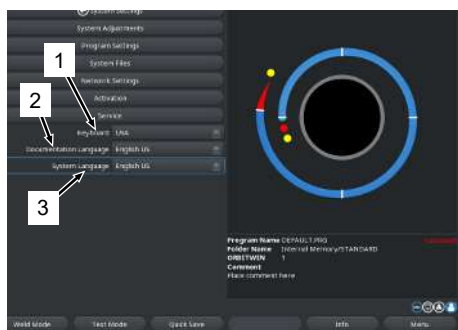 System Settings
System Adjustments
Program Settings
System Files
Network Settings
Activation
Service
1
Keyboard USA
2
Documentation Language English US
System Language English US
3
Program Name DEFAULT.PRG
Folder Name Internal Memory/STANDARD
ORBITWIN 1
Comment
Place comment here
Weld Mode Test Mode Quick Save Info Menu